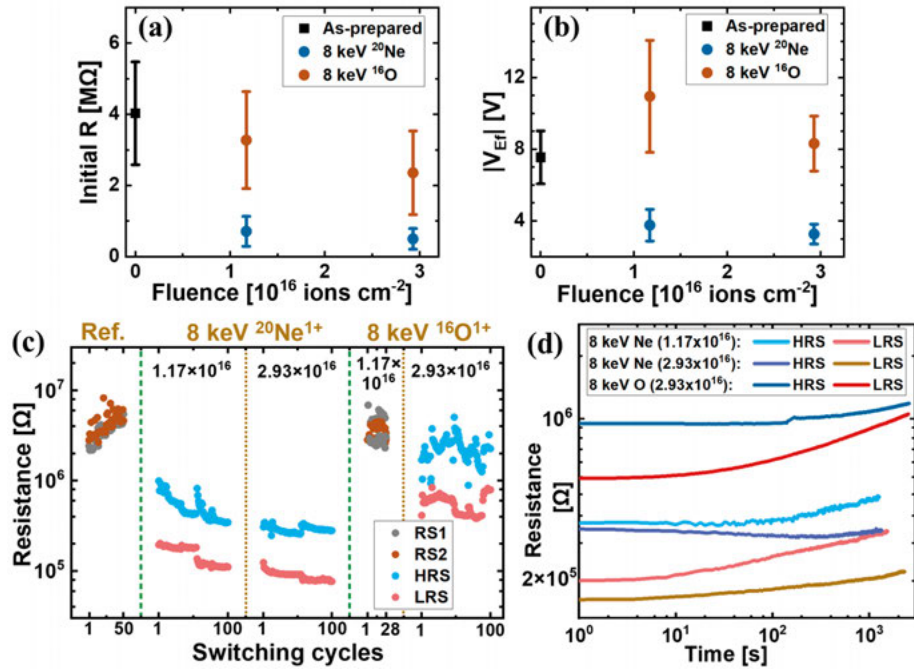 (a)
As-prepared
8 keV ²⁰Ne
8 keV ¹⁶O
Initial R [MΩ]
6
4
2
0
0 1 2 3
Fluence [10¹⁶ ions cm⁻²]
(b)
As-prepared
8 keV ²⁰Ne
8 keV ¹⁶O
|V_Ef| [V]
16
12
8
4
0 1 2 3
Fluence [10¹⁶ ions cm⁻²]
Ref. 8 keV ²⁰Ne¹⁺ 8 keV ¹⁶O¹⁺
(c)
1.17×10¹⁶ 2.93×10¹⁶ 1.17× 2.93×10¹⁶
10¹⁶
Resistance [Ω]
10⁷
10⁶
10⁵
RS1
RS2
HRS
LRS
1 50 1 100 1 100 1 28 1 100
Switching cycles
(d)
8 keV Ne (1.17x10¹⁶): HRS LRS
8 keV Ne (2.93x10¹⁶): HRS LRS
8 keV O (2.93x10¹⁶): HRS LRS
Resistance
[Ω]
10⁶
2×10⁵
10⁰ 10¹ 10² 10³
Time [s]